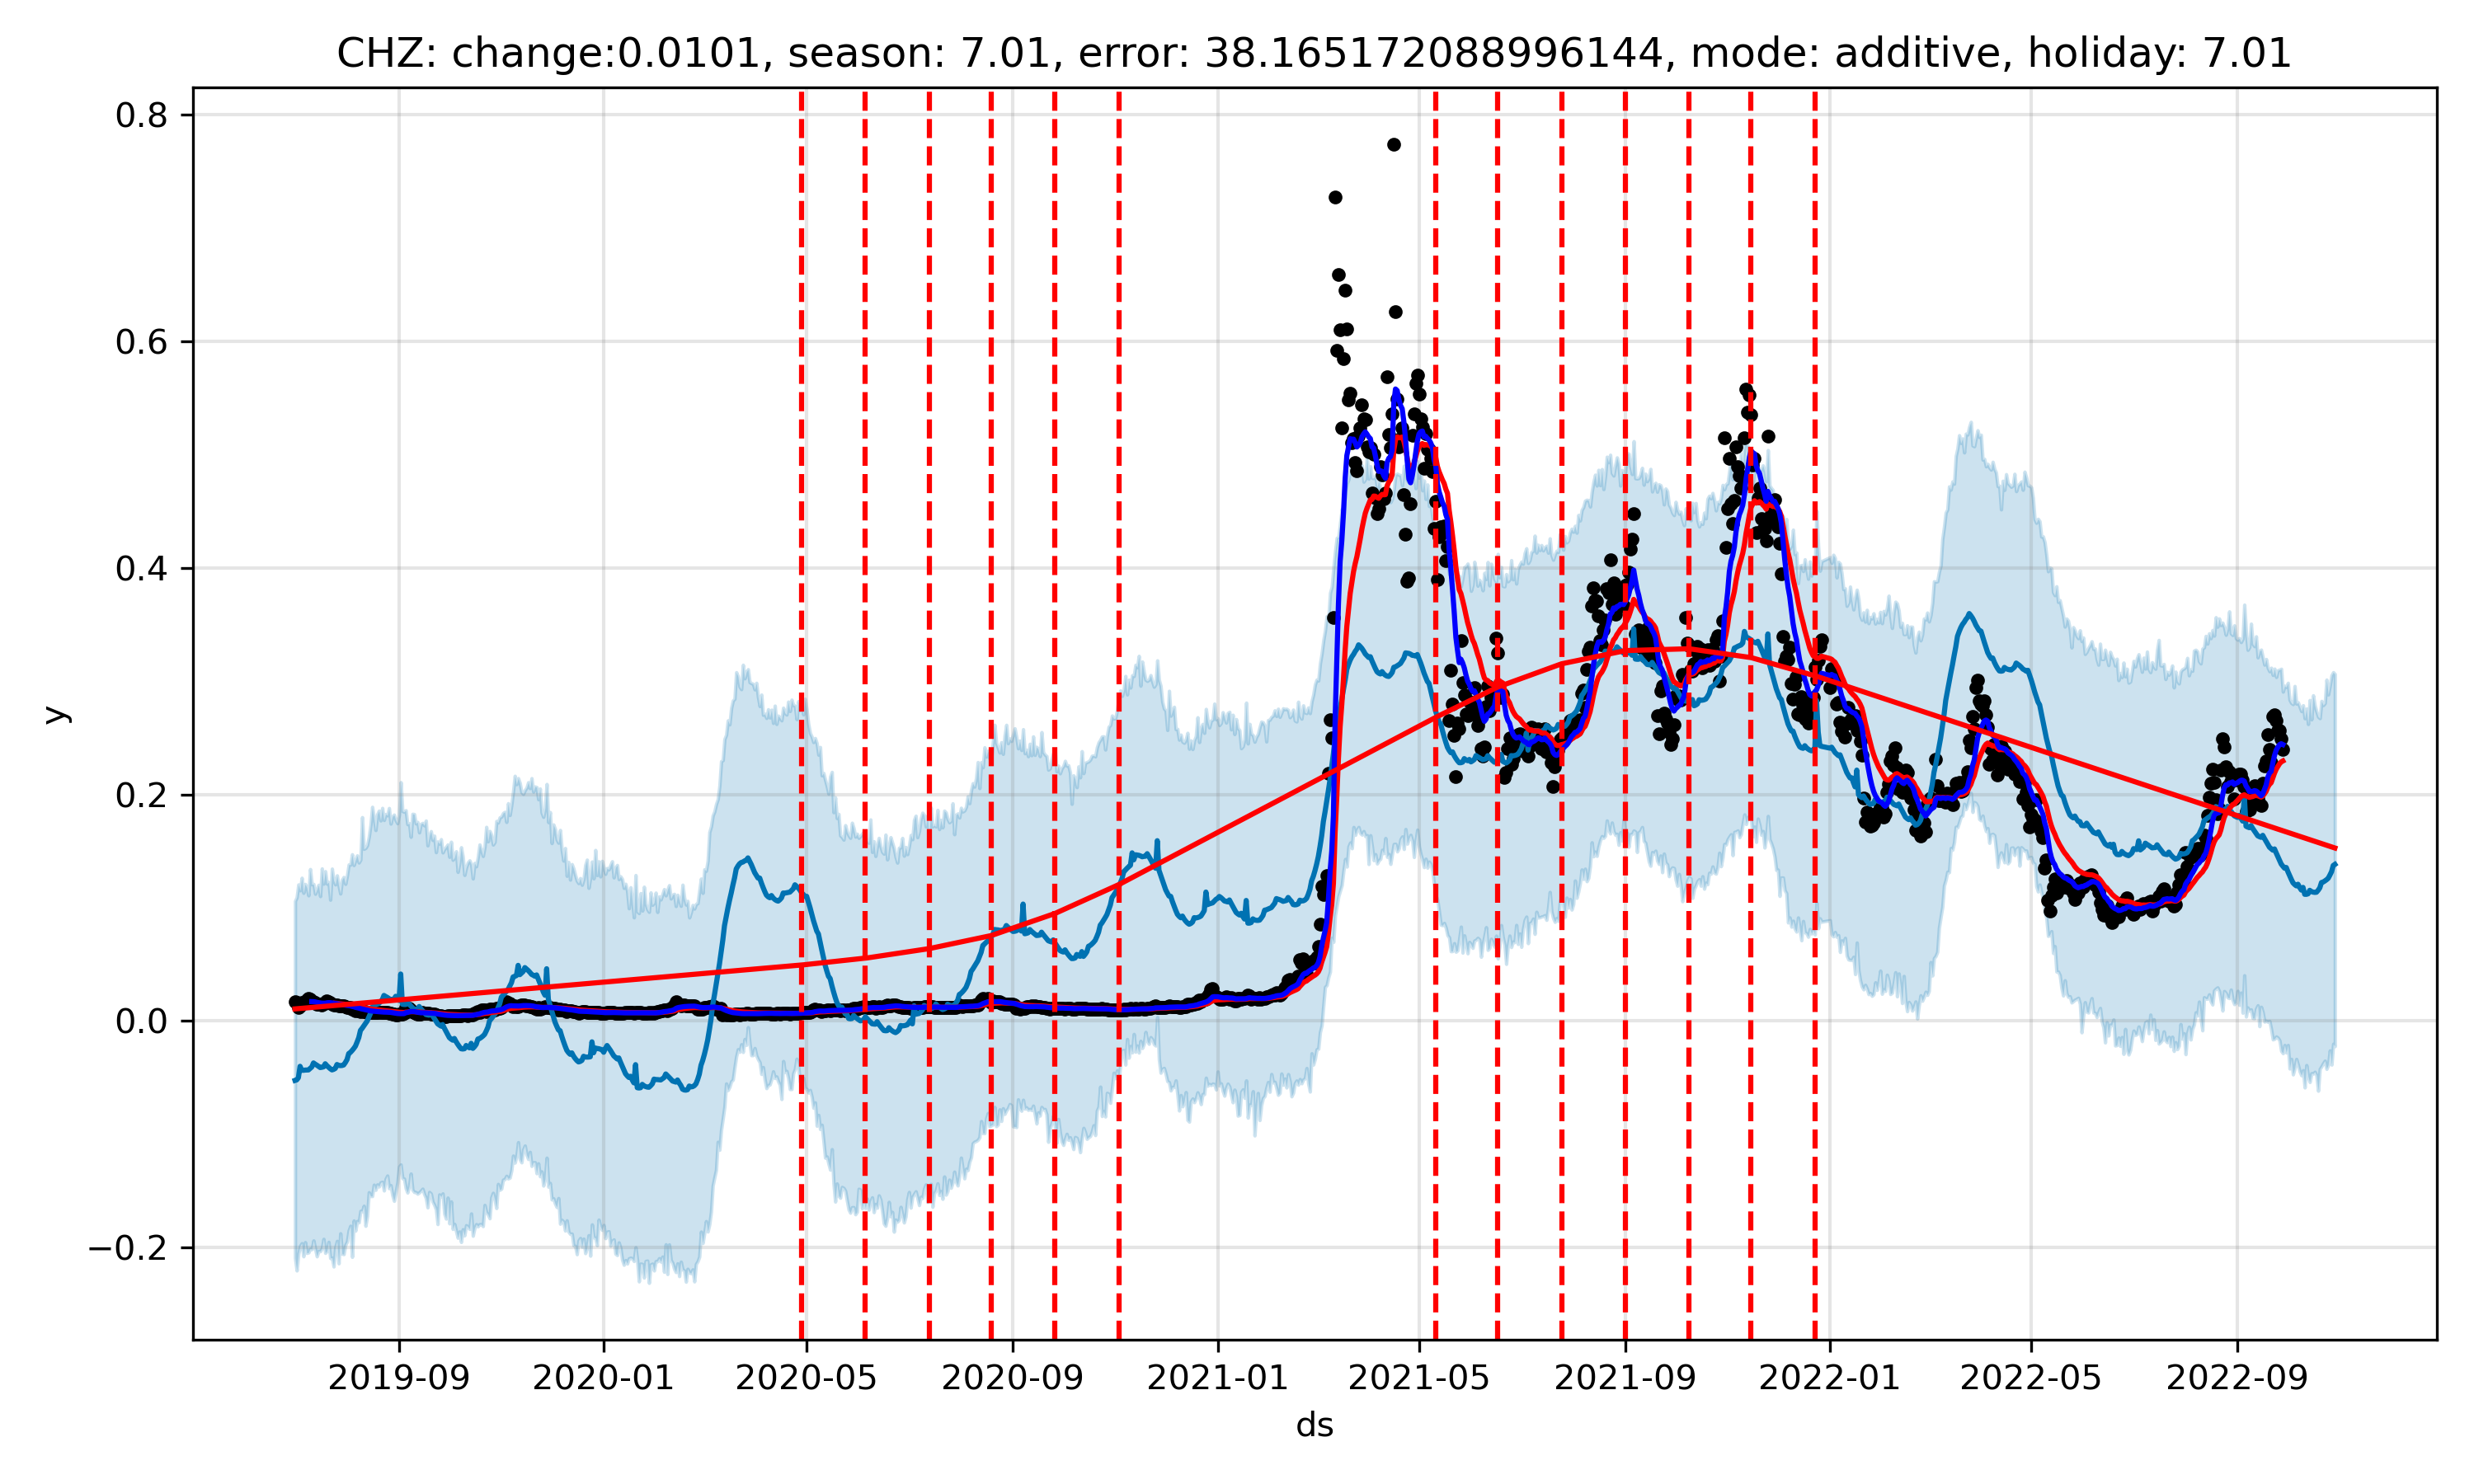 CHZ: change:0.0101, season: 7.01, error: 38.165172088996144, mode: additive, holiday: 7.01
0.8
0.6
0.4
0.2
0.0
−0.2
y
2019-09 2020-01 2020-05 2020-09 2021-01 2021-05 2021-09 2022-01 2022-05 2022-09
ds